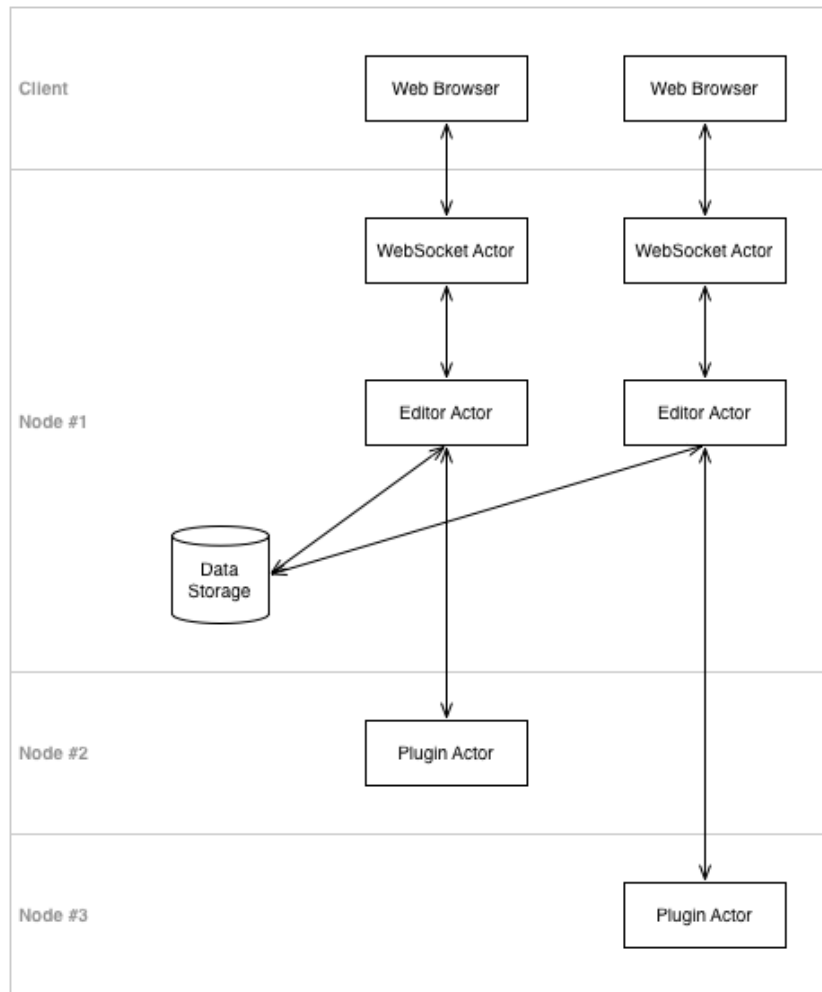 Client
Web Browser
Web Browser
WebSocket Actor
WebSocket Actor
Node #1
Editor Actor
Editor Actor
Data
Storage
Node #2
Plugin Actor
Node #3
Plugin Actor